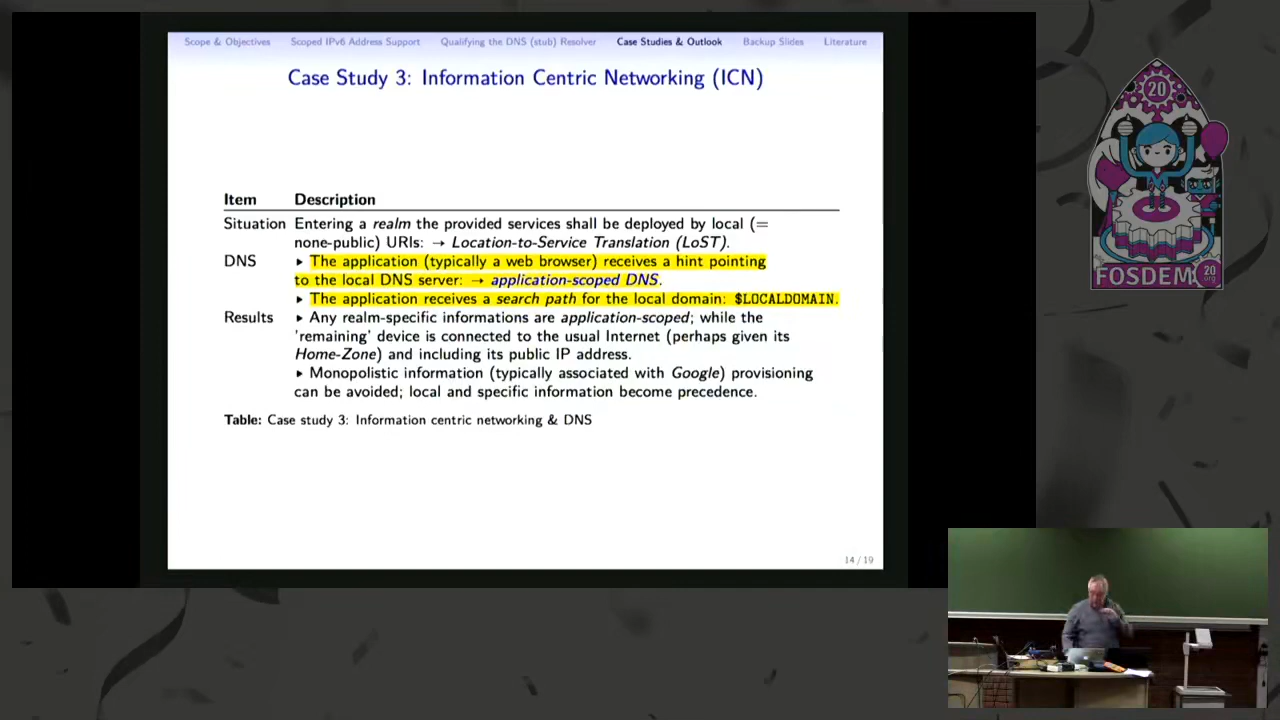 Scope & Objectives Scoped IPv6 Address Support Qualifying the DNS (stub) Resolver Case Studies & Outlook Backup Slides Literature
Case Study 3: Information Centric Networking (ICN)
Item Description
Situation Entering a realm the provided services shall be deployed by local (=
none-public) URIs: → Location-to-Service Translation (LoST).
DNS ▸ The application (typically a web browser) receives a hint pointing
to the local DNS server: → application-scoped DNS.
▸ The application receives a search path for the local domain: $LOCALDOMAIN.
Results ▸ Any realm-specific informations are application-scoped; while the
'remaining' device is connected to the usual Internet (perhaps given its
Home-Zone) and including its public IP address.
▸ Monopolistic information (typically associated with Google) provisioning
can be avoided; local and specific information become precedence.
Table: Case study 3: Information centric networking & DNS
14 / 19
20
FOSDEM
20
.org